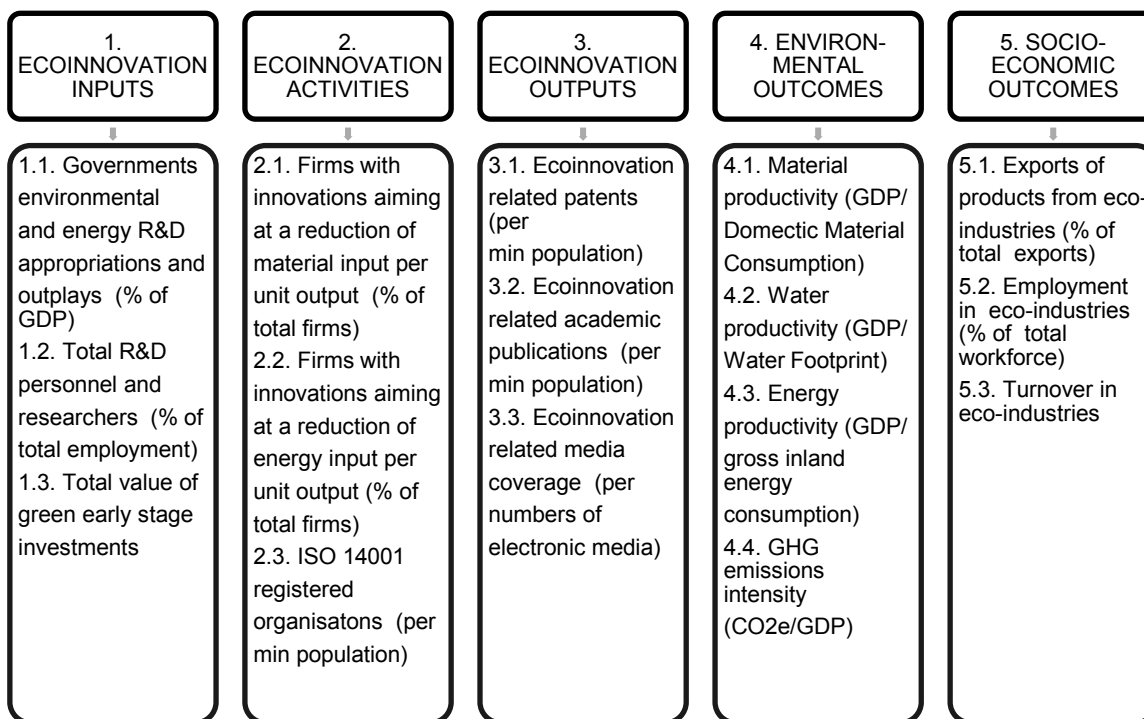 1.
ECOINNOVATION
INPUTS
2.
ECOINNOVATION
ACTIVITIES
3.
ECOINNOVATION
OUTPUTS
4. ENVIRON-
MENTAL
OUTCOMES
5. SOCIO-
ECONOMIC
OUTCOMES
1.1. Governments
environmental
and energy R&D
appropriations and
outplays (% of
GDP)
1.2. Total R&D
personnel and
researchers (% of
total employment)
1.3. Total value of
green early stage
investments
2.1. Firms with
innovations aiming
at a reduction of
material input per
unit output (% of
total firms)
2.2. Firms with
innovations aiming
at a reduction of
energy input per
unit output (% of
total firms)
2.3. ISO 14001
registered
organisatons (per
min population)
3.1. Ecoinnovation
related patents
(per
min population)
3.2. Ecoinnovation
related academic
publications (per
min population)
3.3. Ecoinnovation
related media
coverage (per
numbers of
electronic media)
4.1. Material
productivity (GDP/
Domectic Material
Consumption)
4.2. Water
productivity (GDP/
Water Footprint)
4.3. Energy
productivity (GDP/
gross inland
energy
consumption)
4.4. GHG
emissions
intensity
(CO2e/GDP)
5.1. Exports of
products from eco-
industries (% of
total exports)
5.2. Employment
in eco-industries
(% of total
workforce)
5.3. Turnover in
eco-industries